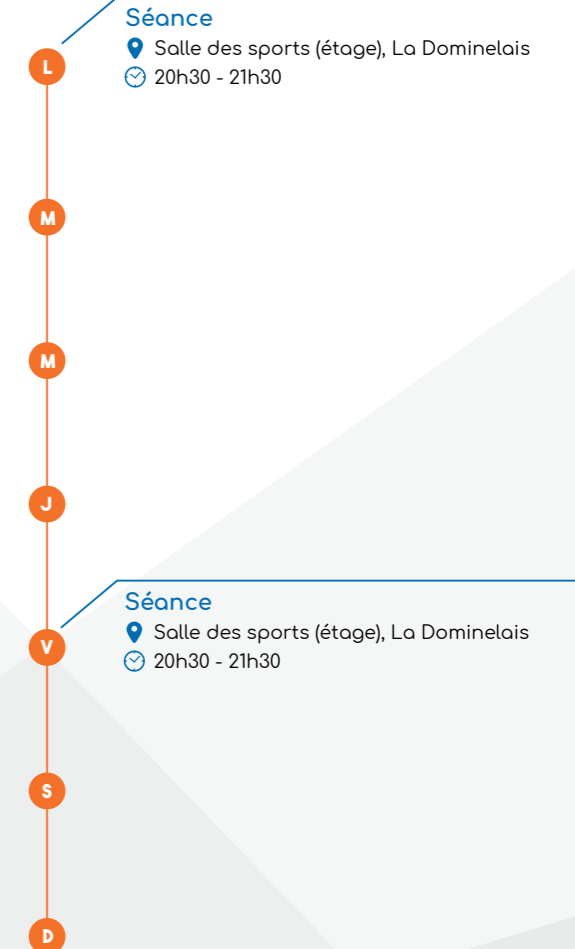 Séance
Salle des sports (étage), La Dominelais
L
20h30 - 21h30
M
M
J
Séance
Salle des sports (étage), La Dominelais
V
20h30 - 21h30
S
D